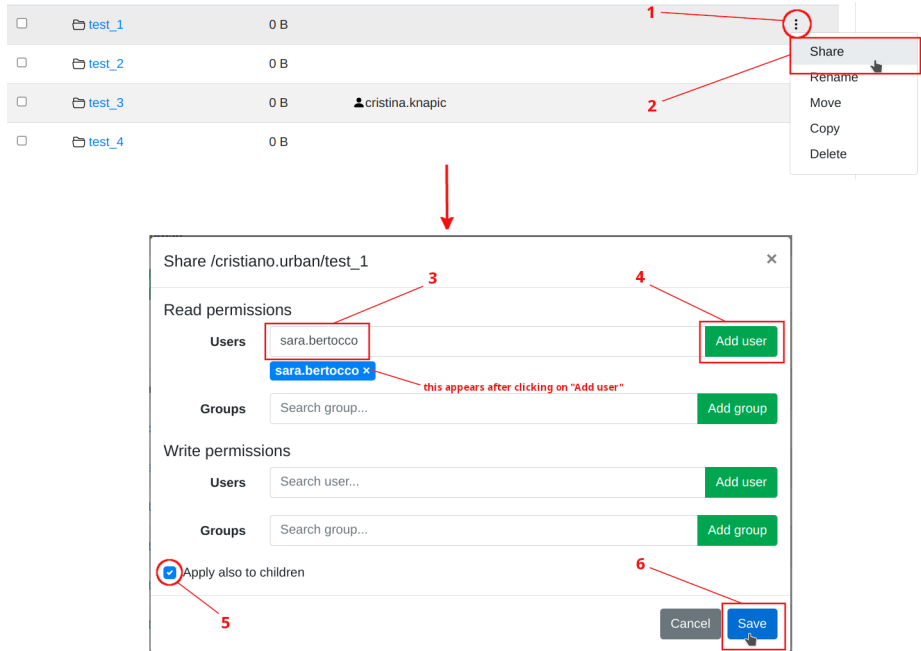 1
test_1 0 B
Share
test_2 0 B
Rename
2
test_3 0 B cristina.knapic
Move
Copy
test_4 0 B
Delete
Share /cristiano.urban/test_1 ×
3
4
Read permissions
Users sara.bertocco Add user
sara.bertocco ×
this appears after clicking on "Add user"
Groups Search group... Add group
Write permissions
Users Search user... Add user
Groups Search group... Add group
Apply also to children
6
5
Cancel Save